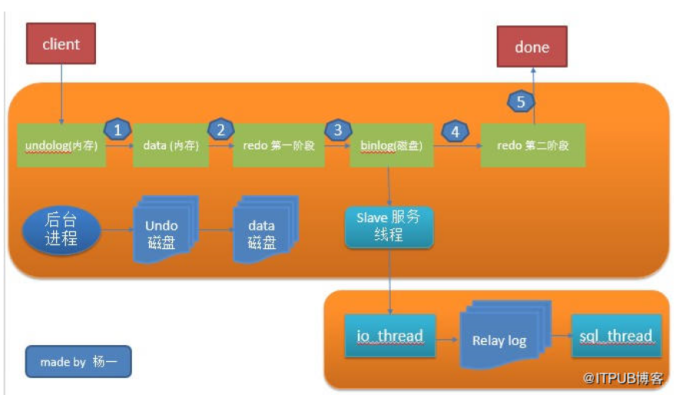 client
done
5
1
2
3
4
undolog(内存)
data (内存)
redo 第一阶段
binlog(磁盘)
redo 第二阶段
后台
进程
Undo
磁盘
data
磁盘
Slave 服务
线程
io_thread
Relay log
sql_thread
made by 杨一
@ITPUB博客